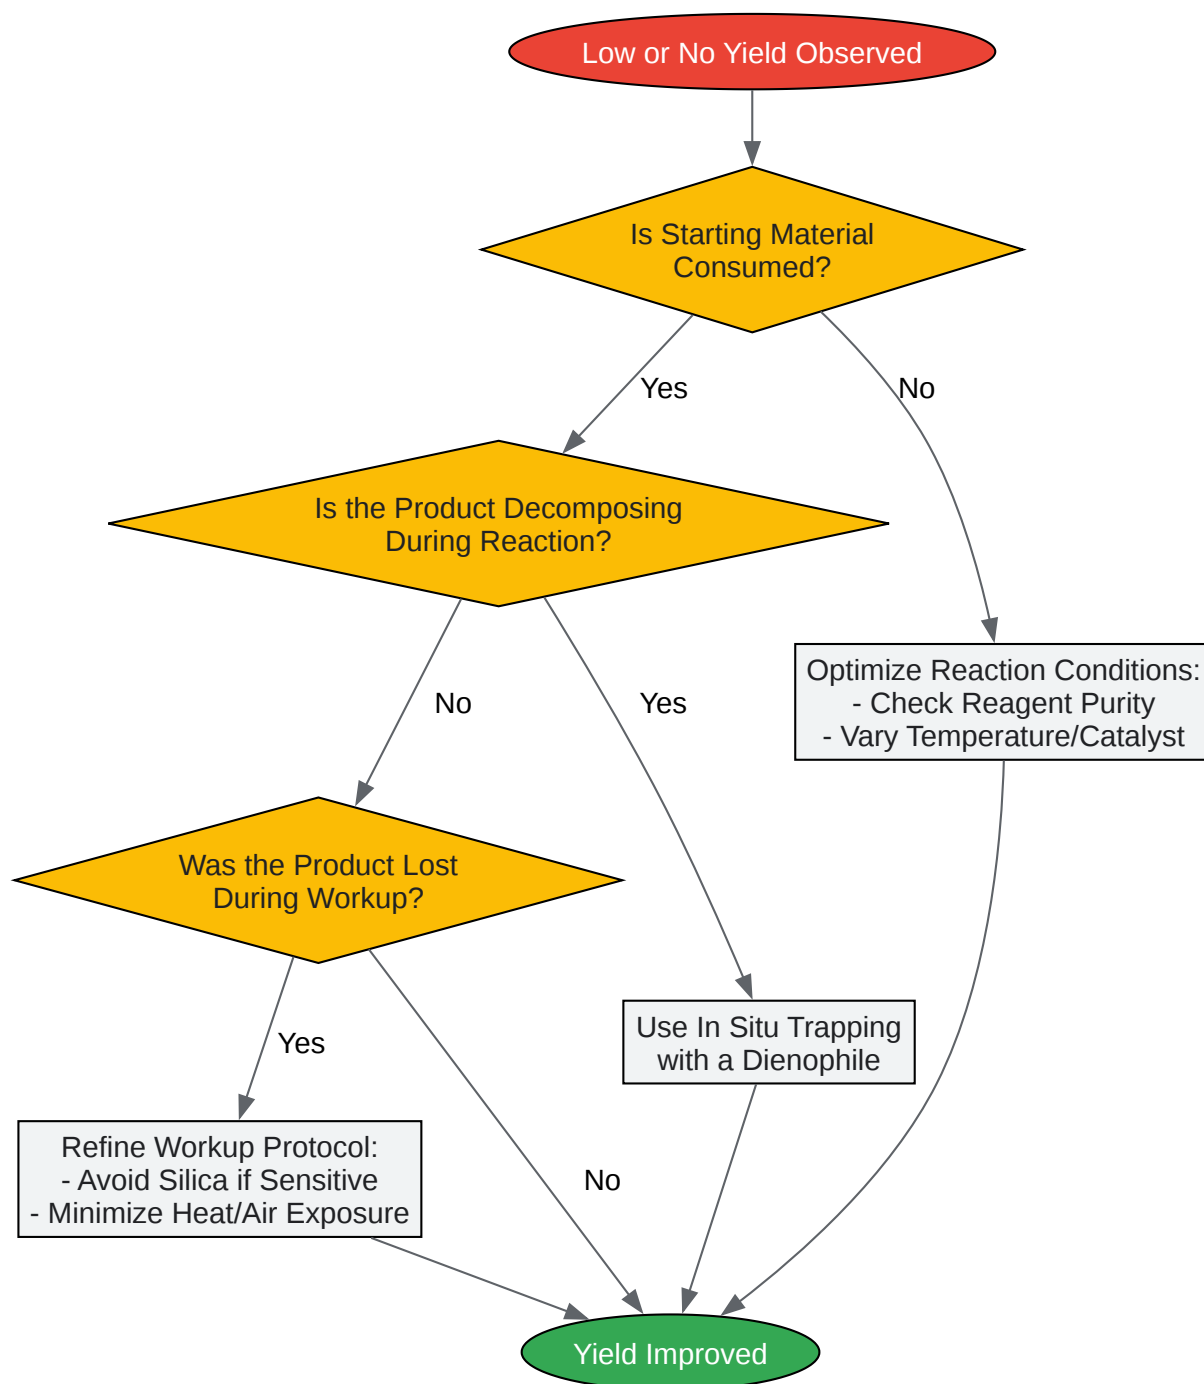 Low or No Yield Observed
Is Starting Material
Consumed?
Yes
No
Is the Product Decomposing
During Reaction?
No
Yes
Optimize Reaction Conditions:
- Check Reagent Purity
- Vary Temperature/Catalyst
Was the Product Lost
During Workup?
Use In Situ Trapping
with a Dienophile
Yes
No
Refine Workup Protocol:
- Avoid Silica if Sensitive
- Minimize Heat/Air Exposure
Yield Improved